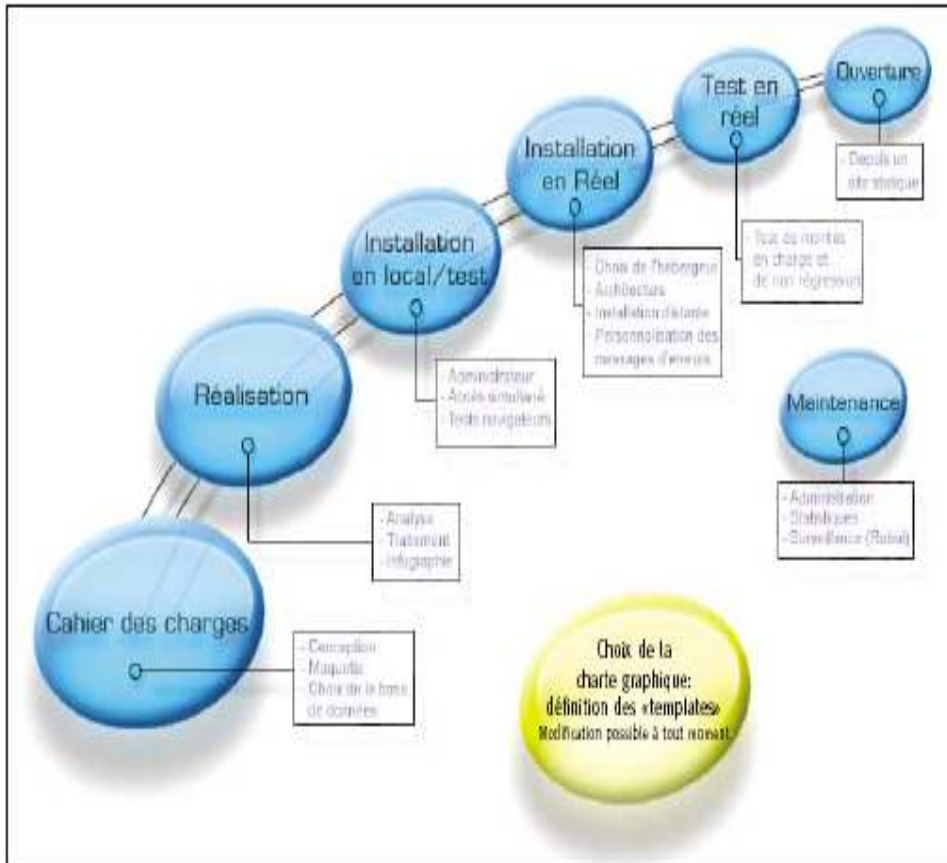 Cahier des charges
- Conception
- Maquette
- Choix de la base
de données
Réalisation
- Analyse
- Traitement
- Infographie
Installation
en local/test
- Administrateur
- Accès simultané
- Tests navigateurs
Installation
en Réel
- Choix de l'hébergeur
- Architecture
- Installation distante
- Personnalisation des
messages d'erreurs
Test en
réel
- Test de montée
en charge et
de non régression
Ouverture
- Depuis un
site statique
Maintenance
- Administration
- Statistiques
- Surveillance (Robot)
Choix de la
charte graphique:
définition des «templates»
Modification possible à tout moment